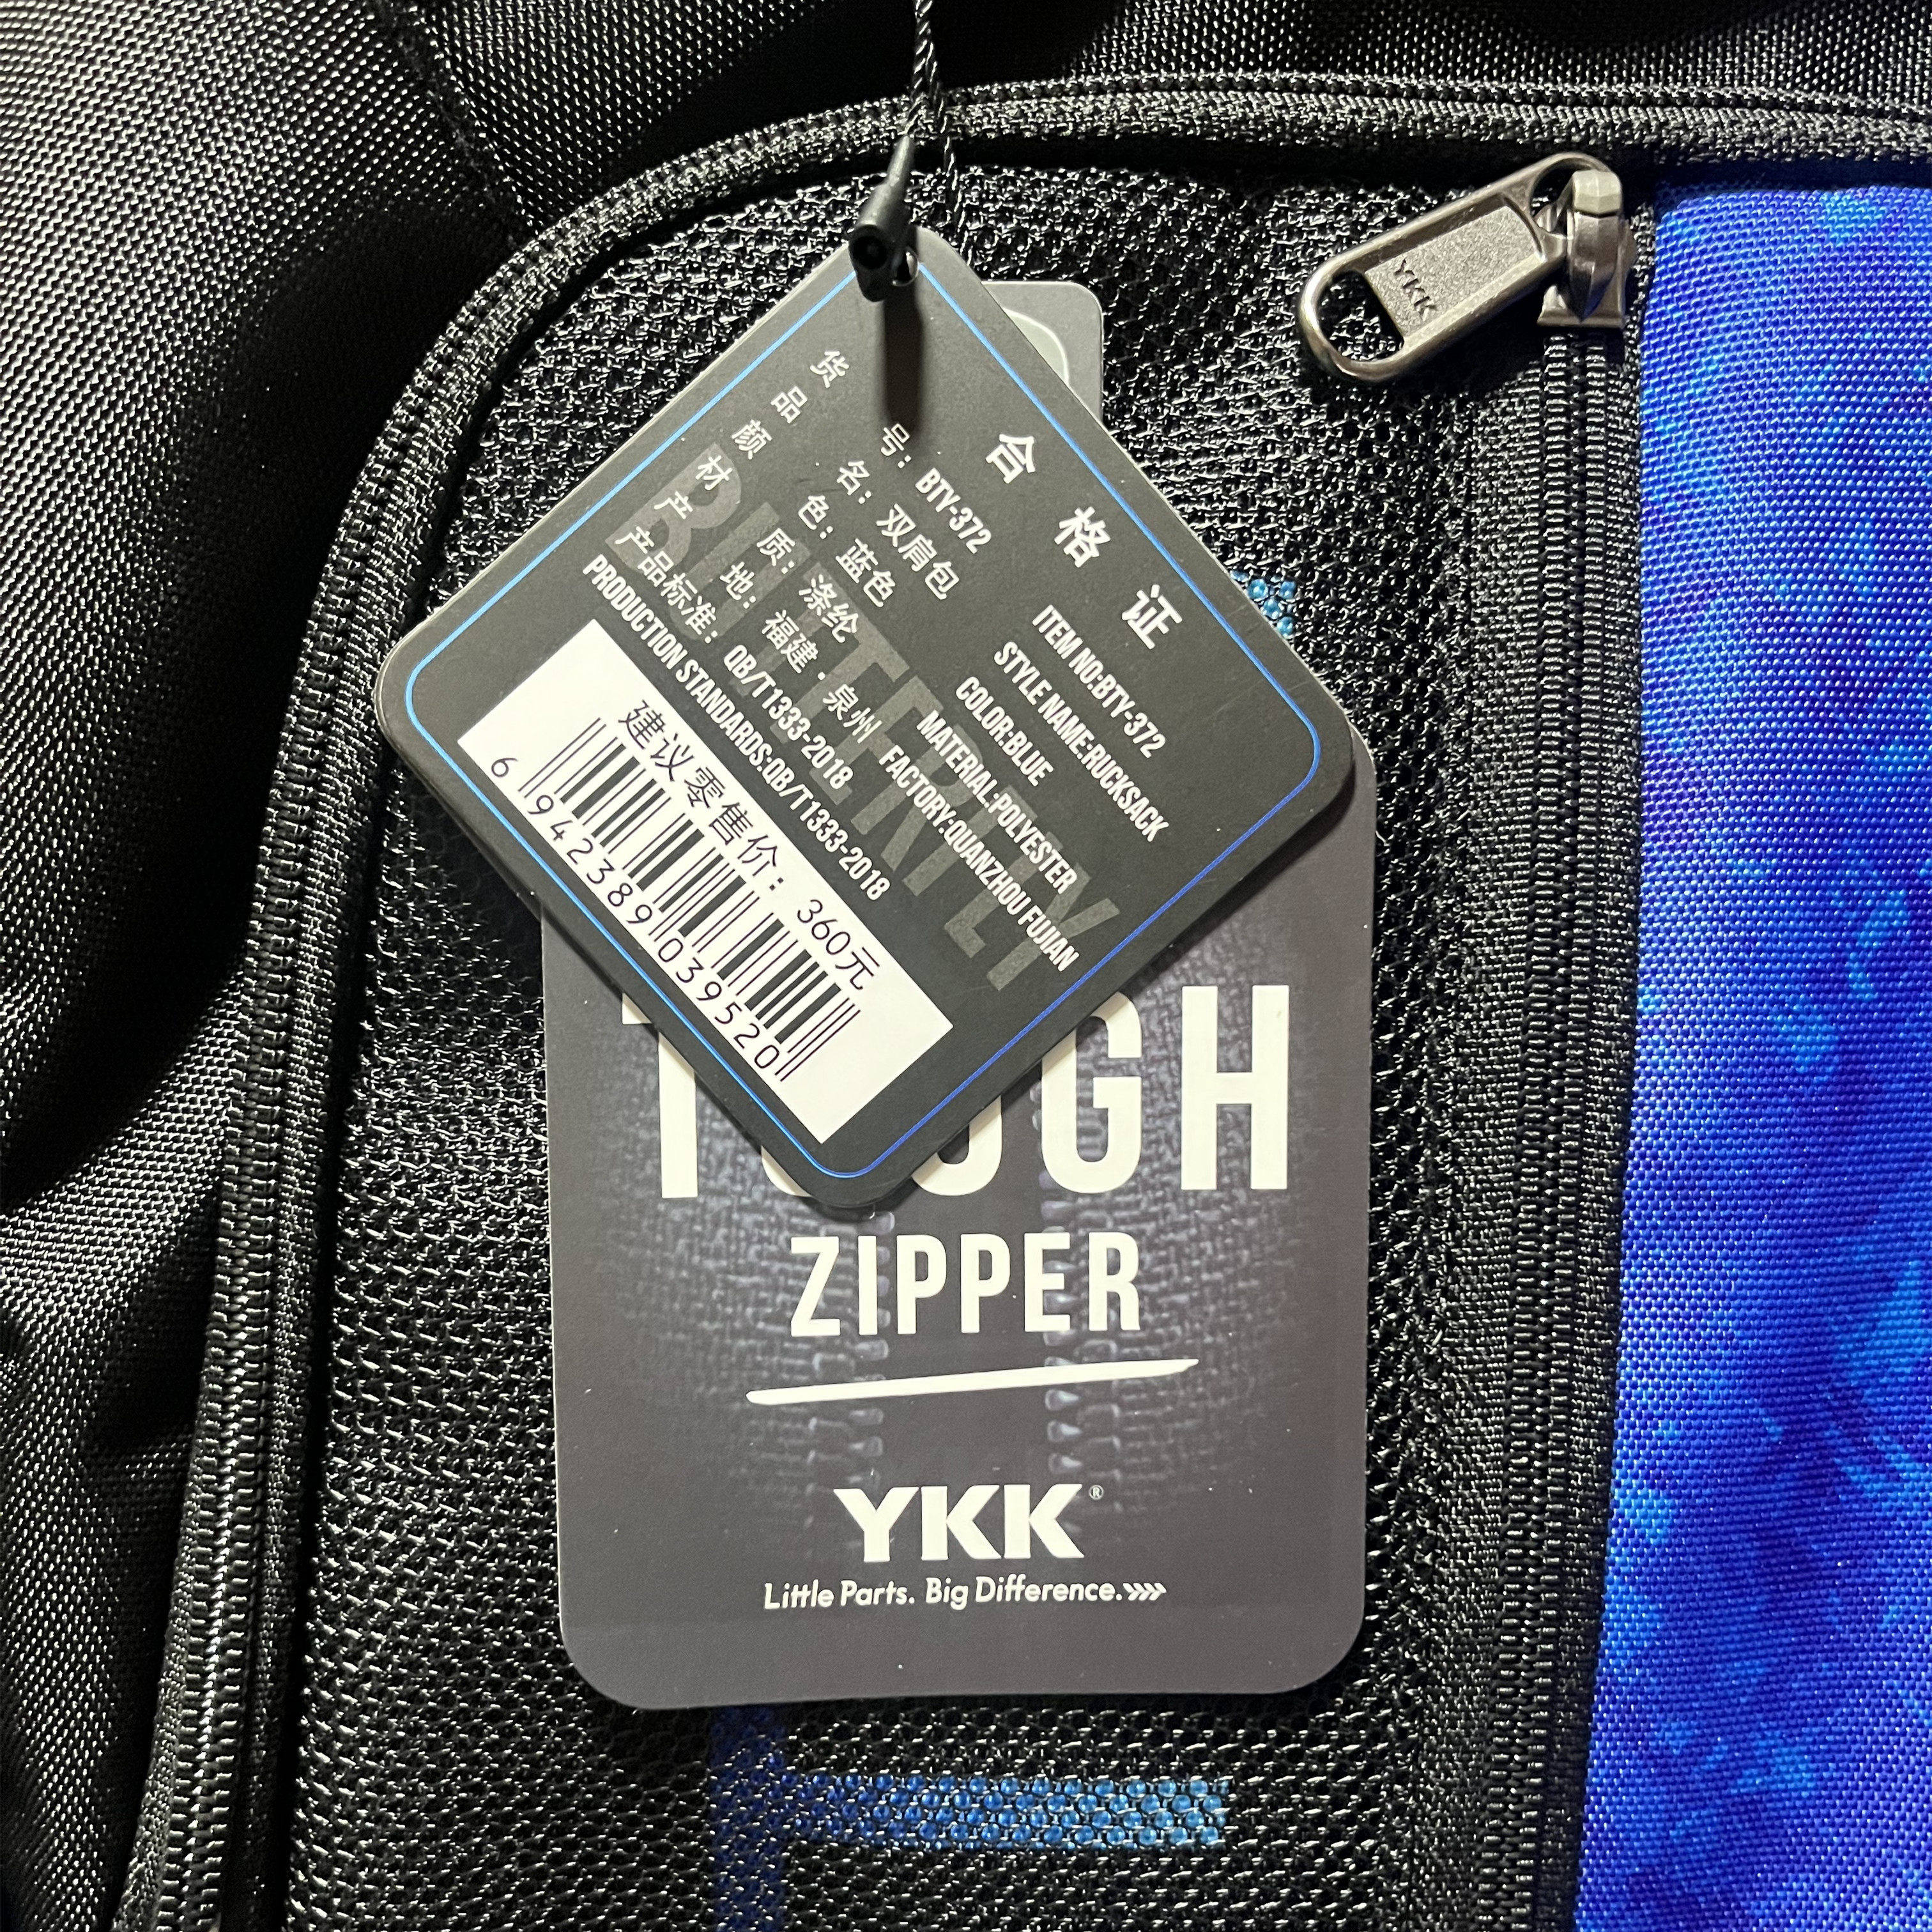 合格证
货号：BTY-372 ITEM NO:BTY-372
品名：双肩包 STYLE NAME:RUCKSACK
颜色：蓝色 COLOR:BLUE
材质：涤纶 MATERIAL:POLYESTER
产地：福建·泉州 FACTORY:QUANZHOU FUJIAN
产品标准：QB/T1333-2018
PRODUCTION STANDARDS:QB/T1333-2018
BUTTERFLY
建议零售价：360元
6942389039520
YKK
TOUGH
ZIPPER
YKK®
Little Parts. Big Difference.